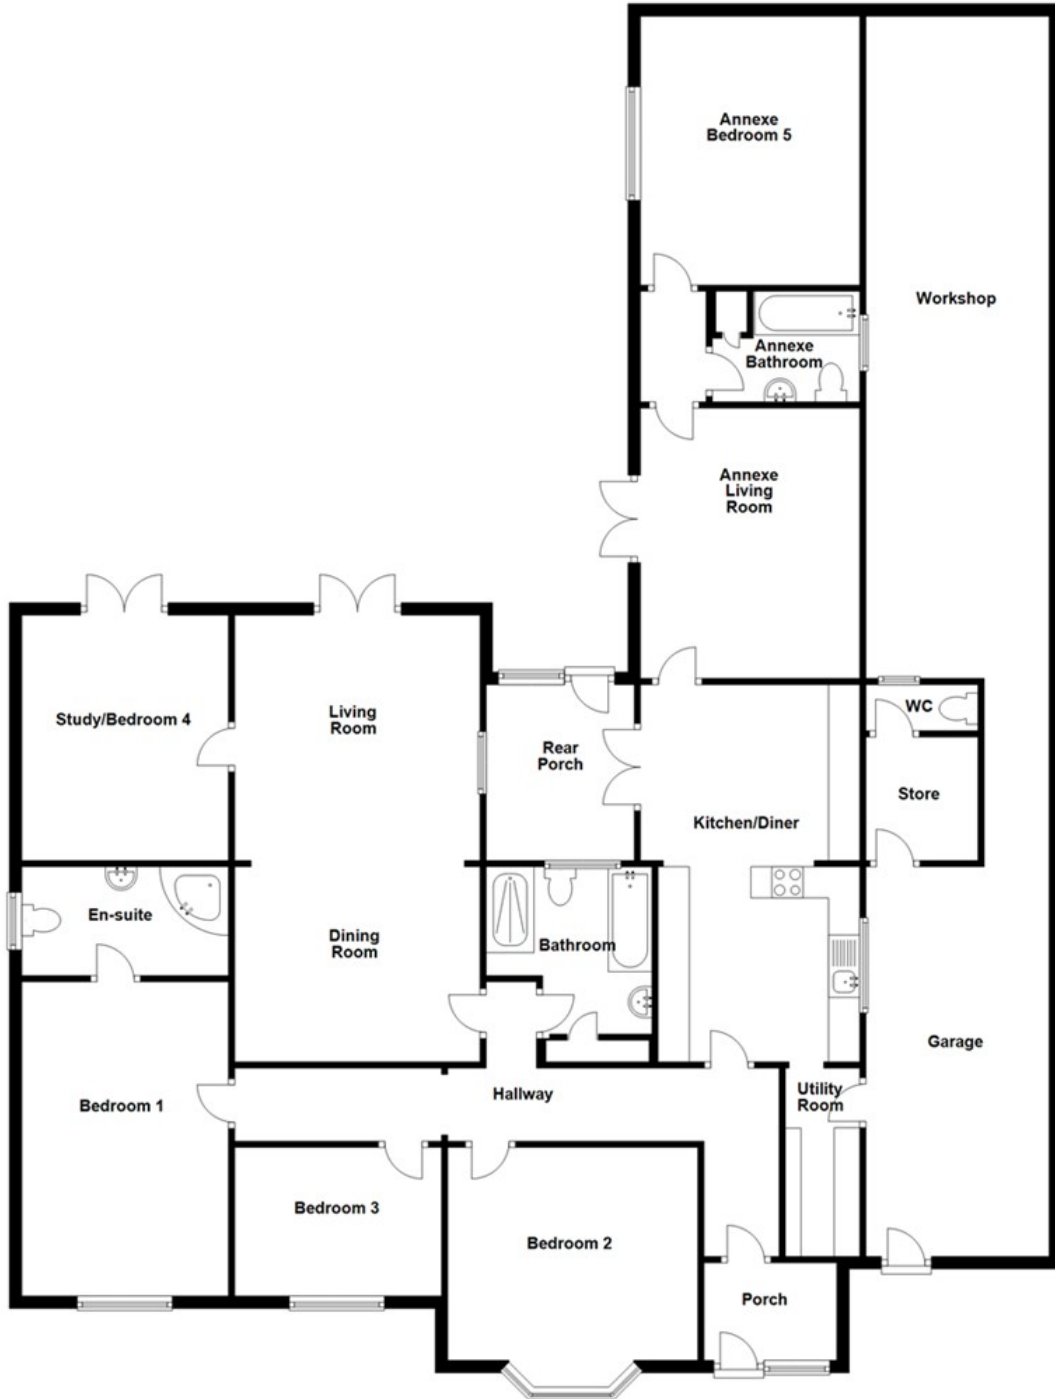 Annexe
Bedroom 5
Workshop
Annexe
Bathroom
Annexe
Living
Room
Study/Bedroom 4
Living
Room
Rear
Porch
WC
Store
Kitchen/Diner
En-suite
Dining
Room
Bathroom
Garage
Bedroom 1
Hallway
Utility
Room
Bedroom 3
Bedroom 2
Porch